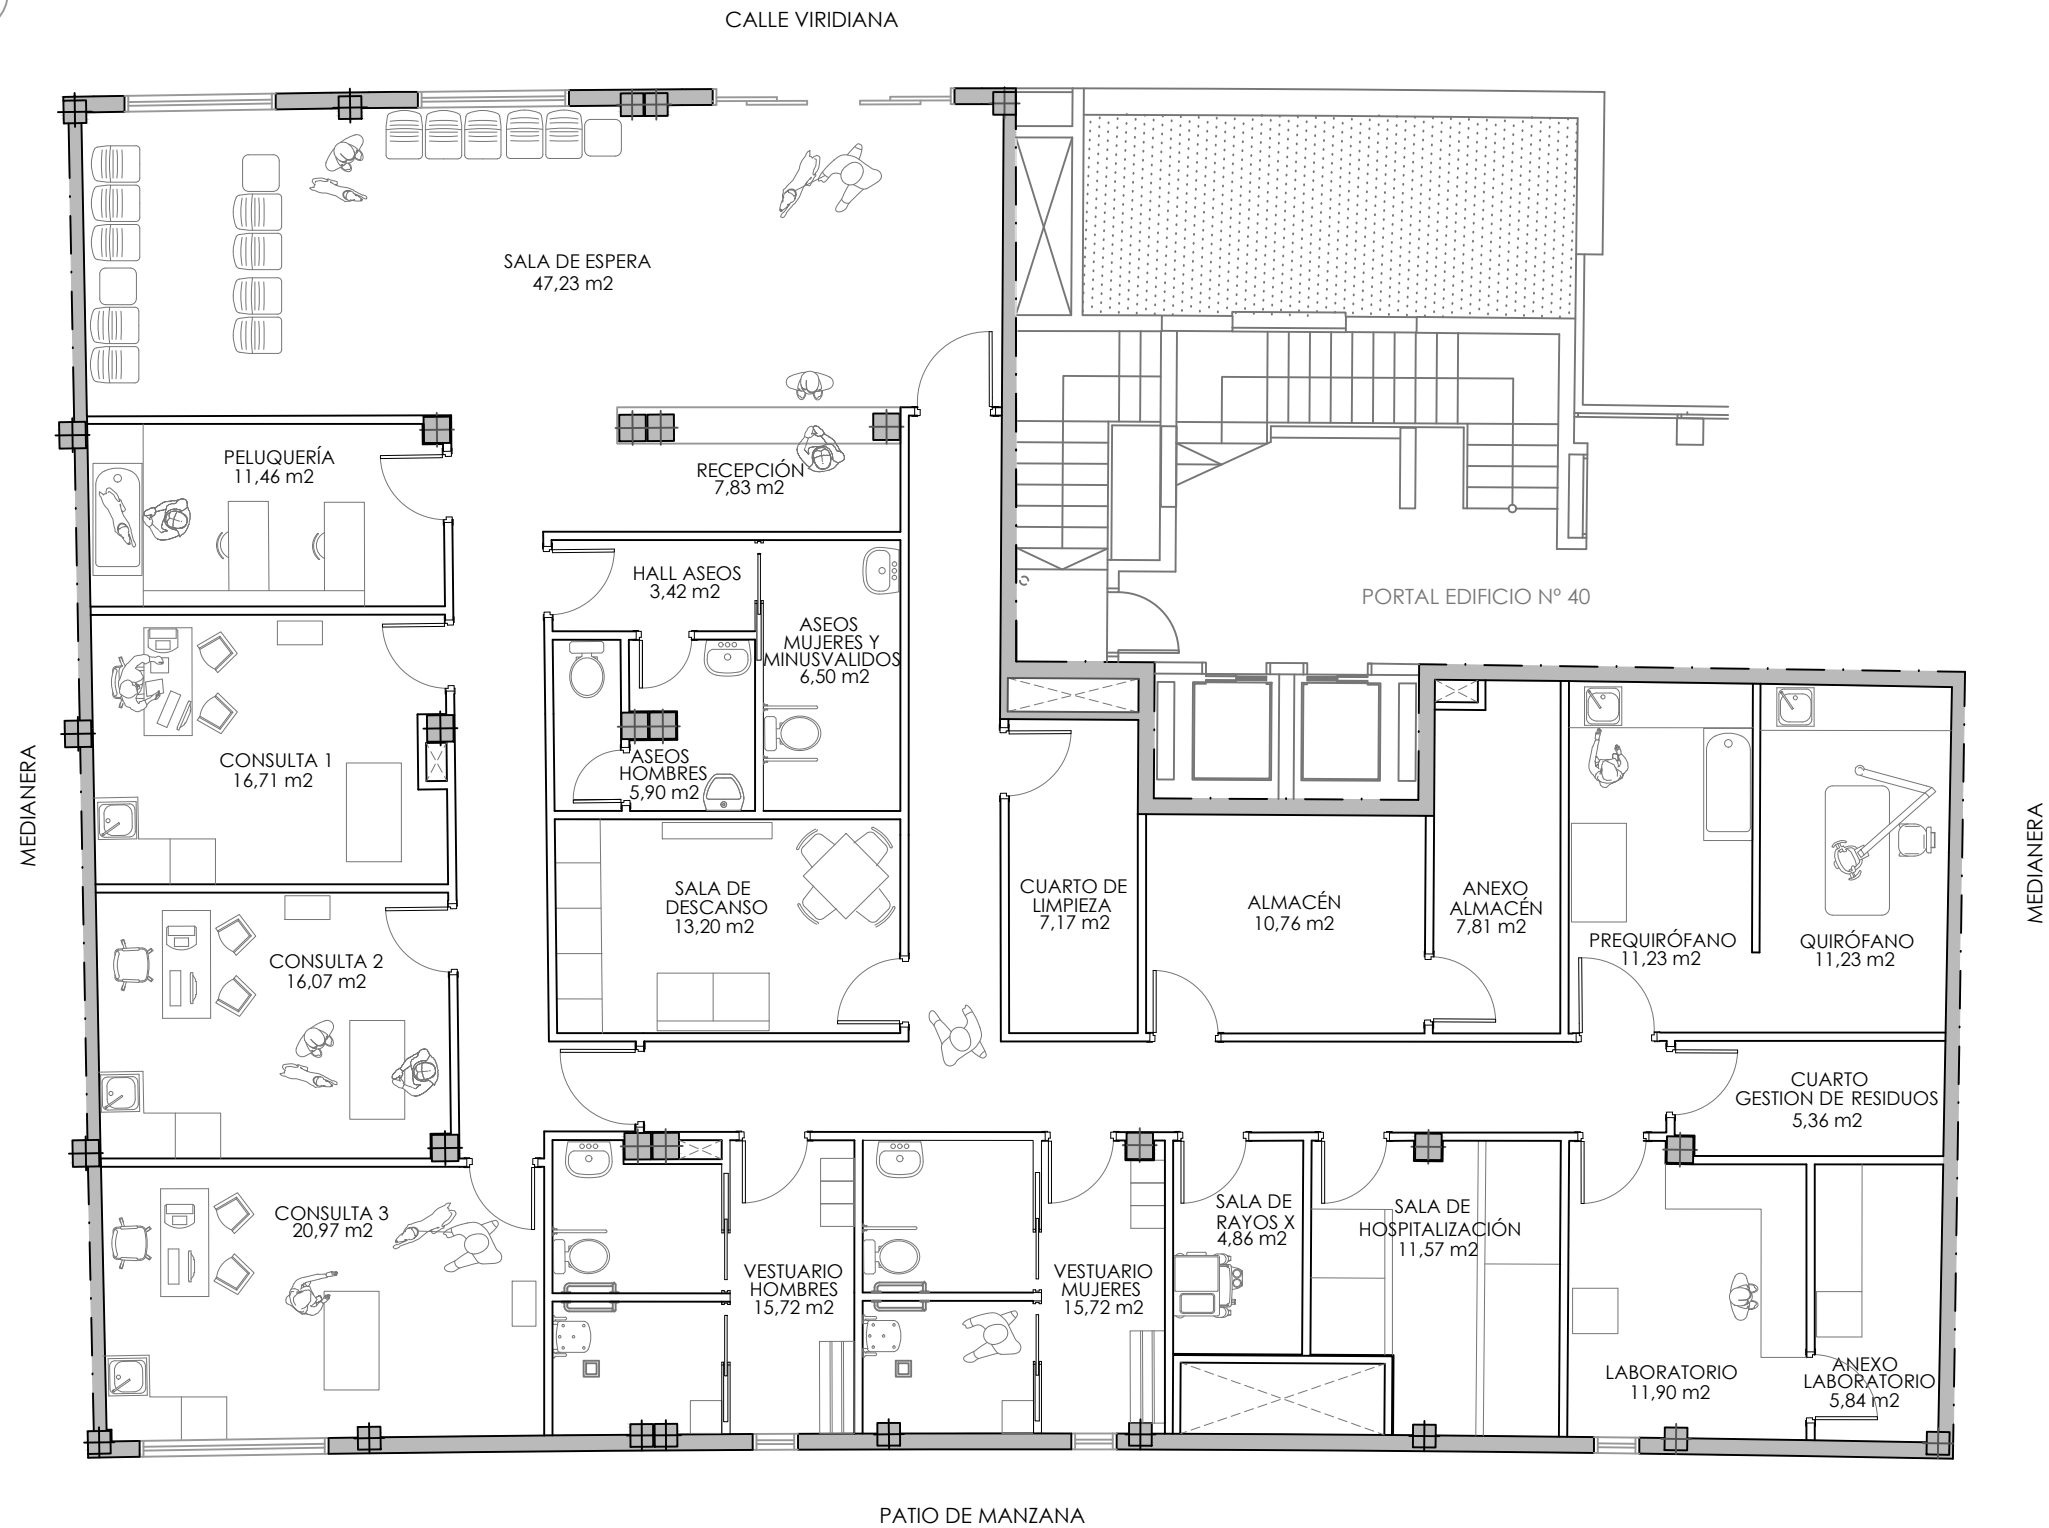 CALLE VIRIDIANA
SALA DE ESPERA
47,23 m2
PELUQUERÍA
11,46 m2
RECEPCIÓN
7,83 m2
HALL ASEOS
3,42 m2
ASEOS
MUJERES Y
MINUSVALIDOS
6,50 m2
PORTAL EDIFICIO Nº 40
CONSULTA 1
16,71 m2
ASEOS
HOMBRES
5,90 m2
MEDIANERA
MEDIANERA
SALA DE
DESCANSO
13,20 m2
CUARTO DE
LIMPIEZA
7,17 m2
ALMACÉN
10,76 m2
ANEXO
ALMACÉN
7,81 m2
PREQUIRÓFANO
11,23 m2
QUIRÓFANO
11,23 m2
CONSULTA 2
16,07 m2
CUARTO
GESTION DE RESIDUOS
5,36 m2
CONSULTA 3
20,97 m2
VESTUARIO
HOMBRES
15,72 m2
VESTUARIO
MUJERES
15,72 m2
SALA DE
RAYOS X
4,86 m2
SALA DE
HOSPITALIZACIÓN
11,57 m2
LABORATORIO
11,90 m2
ANEXO
LABORATORIO
5,84 m2
PATIO DE MANZANA